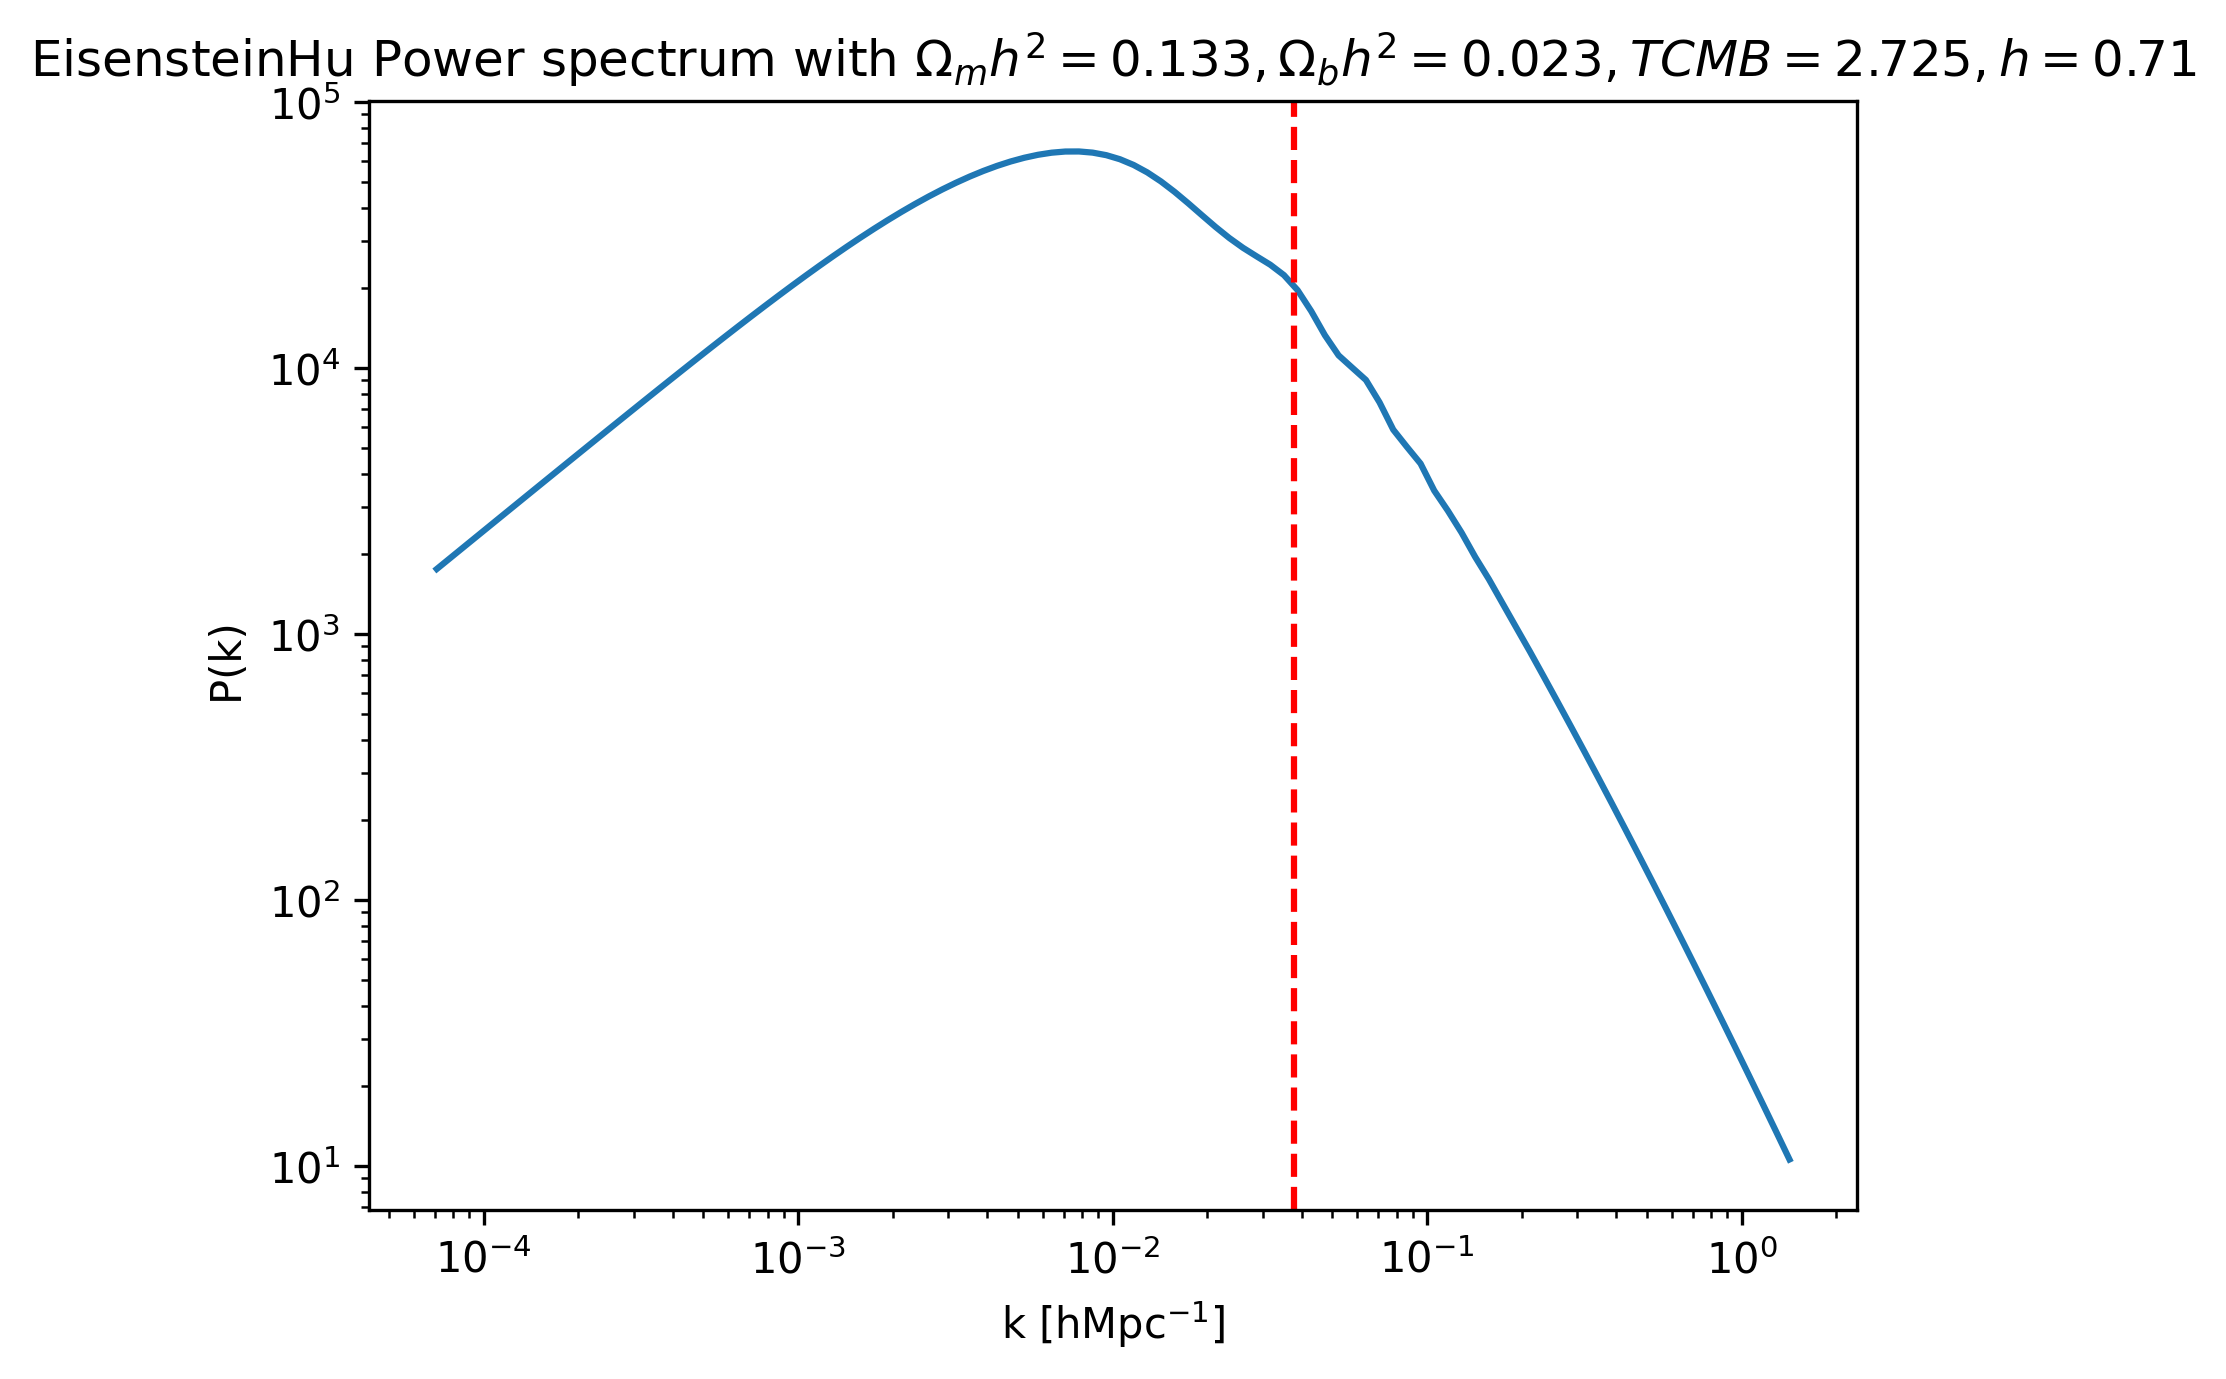 EisensteinHu Power spectrum with Ωₘh² = 0.133, Ω_bh² = 0.023, TCMB = 2.725, h = 0.71
10⁵
10⁴
10³
10²
10¹
P(k)
10⁻⁴ 10⁻³ 10⁻² 10⁻¹ 10⁰
k [hMpc⁻¹]